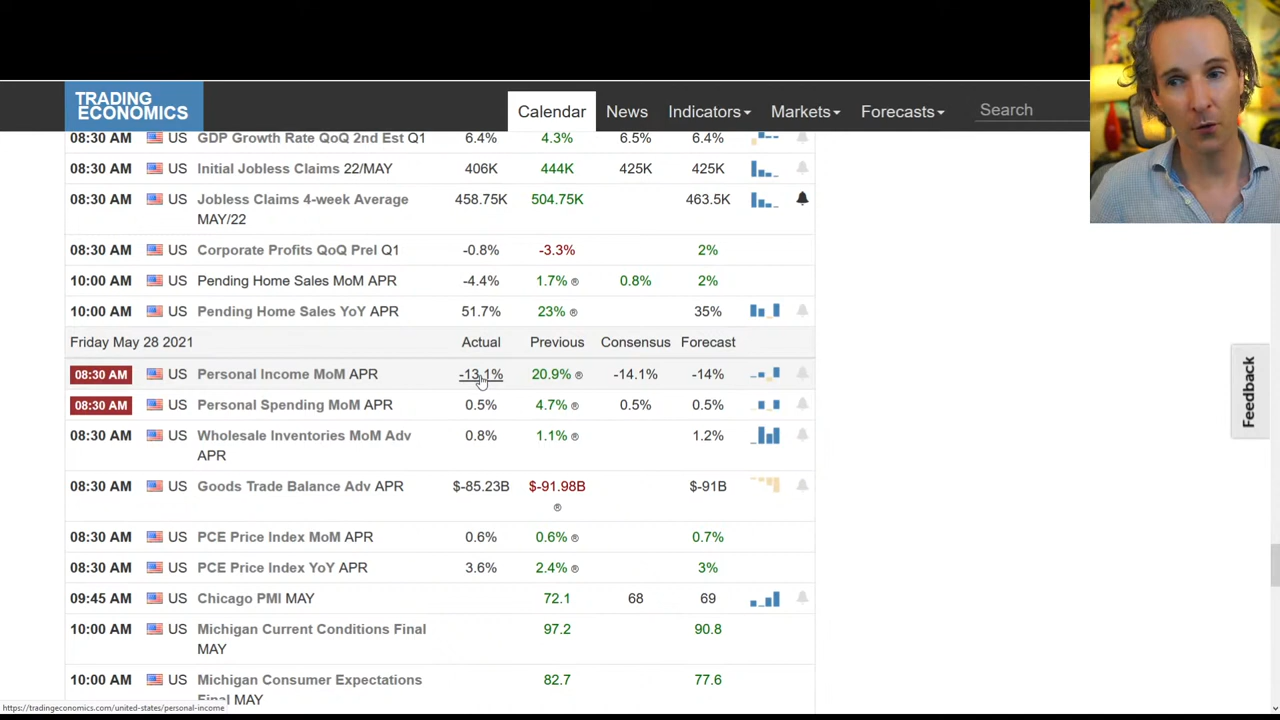 TRADING
ECONOMICS
Calendar News Indicators Markets Forecasts Search
08:30 AM US GDP Growth Rate QoQ 2nd Est Q1 6.4% 4.3% 6.5% 6.4%
08:30 AM US Initial Jobless Claims 22/MAY 406K 444K 425K 425K
08:30 AM US Jobless Claims 4-week Average 458.75K 504.75K 463.5K
MAY/22
08:30 AM US Corporate Profits QoQ Prel Q1 -0.8% -3.3% 2%
10:00 AM US Pending Home Sales MoM APR -4.4% 1.7% ® 0.8% 2%
10:00 AM US Pending Home Sales YoY APR 51.7% 23% ® 35%
Friday May 28 2021 Actual Previous Consensus Forecast
08:30 AM US Personal Income MoM APR -13.1% 20.9% ® -14.1% -14%
08:30 AM US Personal Spending MoM APR 0.5% 4.7% ® 0.5% 0.5%
08:30 AM US Wholesale Inventories MoM Adv 0.8% 1.1% ® 1.2%
APR
08:30 AM US Goods Trade Balance Adv APR $-85.23B $-91.98B $-91B
®
08:30 AM US PCE Price Index MoM APR 0.6% 0.6% ® 0.7%
08:30 AM US PCE Price Index YoY APR 3.6% 2.4% ® 3%
09:45 AM US Chicago PMI MAY 72.1 68 69
10:00 AM US Michigan Current Conditions Final 97.2 90.8
MAY
10:00 AM US Michigan Consumer Expectations 82.7 77.6
Final MAY
https://tradingeconomics.com/united-states/personal-income
Feedback